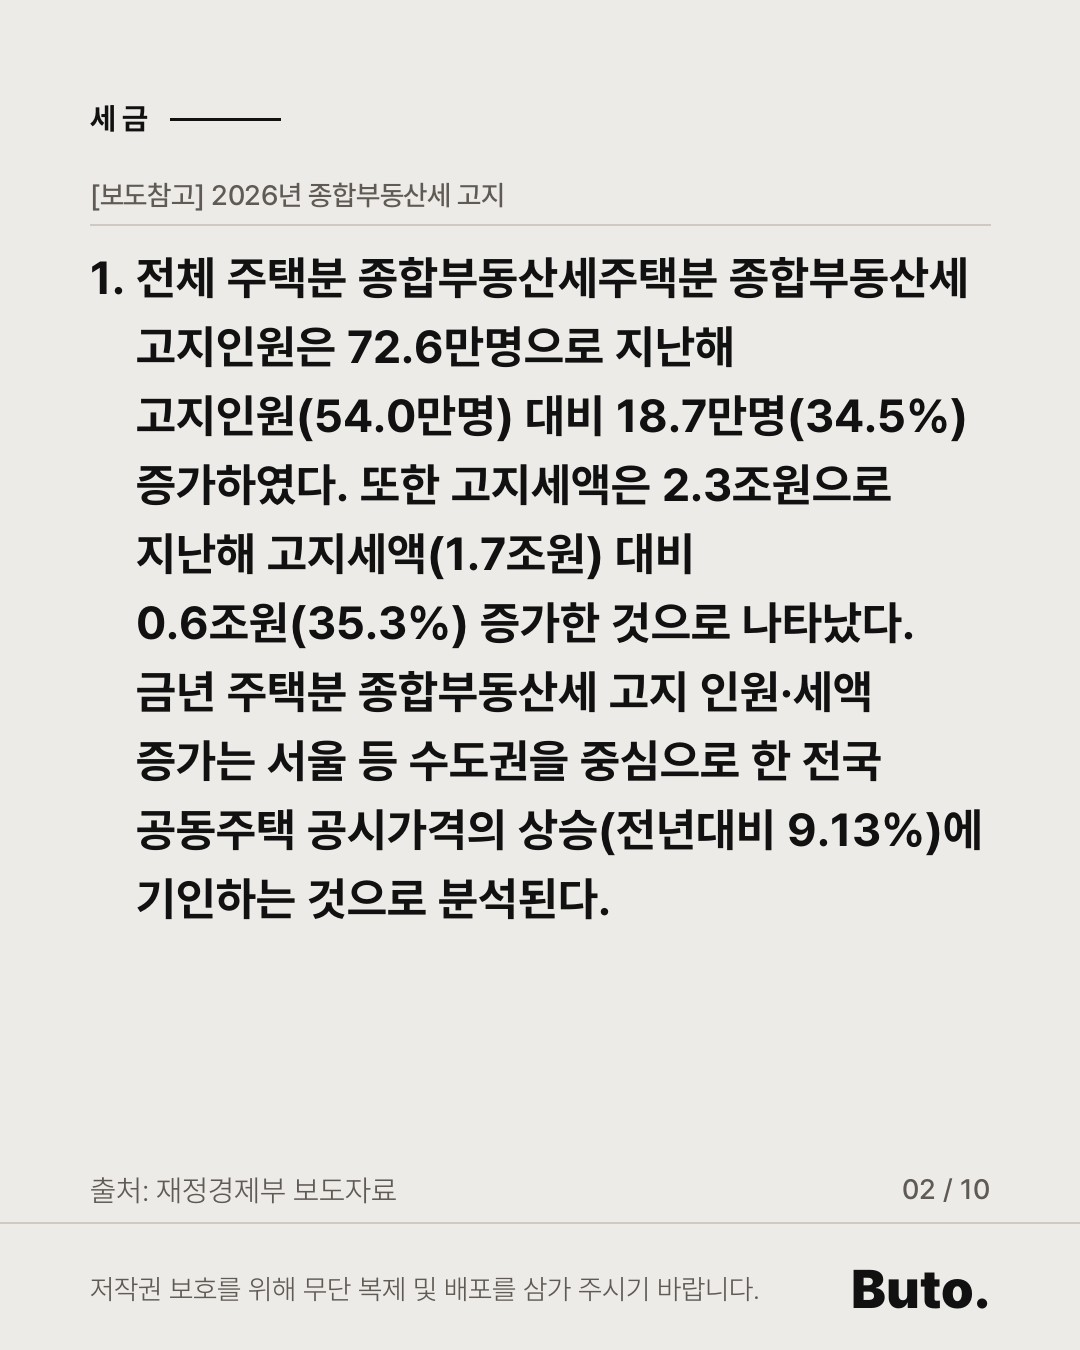 세금
[보도참고] 2026년 종합부동산세 고지
1. 전체 주택분 종합부동산세주택분 종합부동산세
고지인원은 72.6만명으로 지난해
고지인원(54.0만명) 대비 18.7만명(34.5%)
증가하였다. 또한 고지세액은 2.3조원으로
지난해 고지세액(1.7조원) 대비
0.6조원(35.3%) 증가한 것으로 나타났다.
금년 주택분 종합부동산세 고지 인원·세액
증가는 서울 등 수도권을 중심으로 한 전국
공동주택 공시가격의 상승(전년대비 9.13%)에
기인하는 것으로 분석된다.
출처: 재정경제부 보도자료
02 / 10
저작권 보호를 위해 무단 복제 및 배포를 삼가 주시기 바랍니다.
Buto.